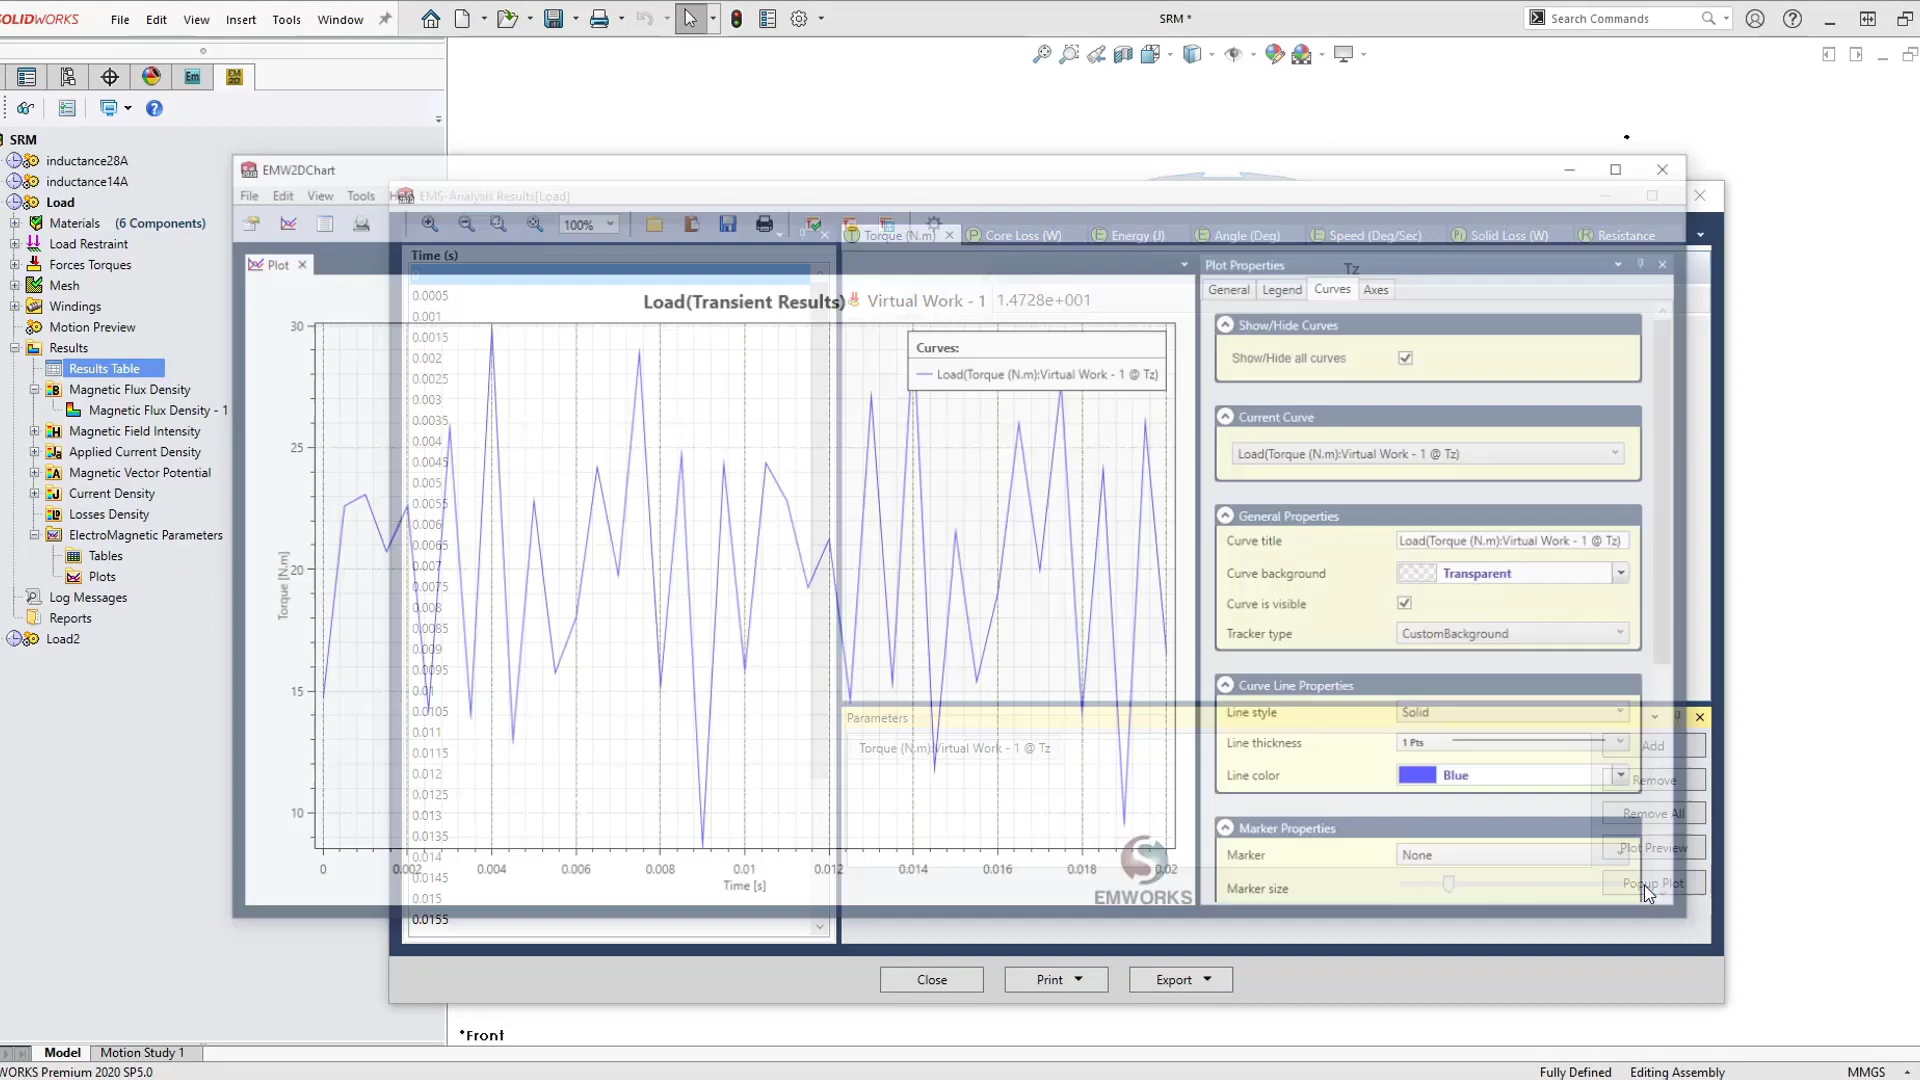 SOLIDWORKS
File Edit View Insert Tools Window
SRM *
Search Commands
SRM
inductance28A
inductance14A
Load
Materials (6 Components)
Load Restraint
Forces Torques
Mesh
Windings
Motion Preview
Results
Results Table
Magnetic Flux Density
Magnetic Flux Density - 1
Magnetic Field Intensity
Applied Current Density
Magnetic Vector Potential
Current Density
Losses Density
ElectroMagnetic Parameters
Tables
Plots
Log Messages
Reports
Load2
EMW2DChart
File Edit View Tools
EMS-Analysis Results[Load]
100%
Plot
Time (s)
0.0005
0.001
0.0015
0.002
0.0025
0.003
0.0035
0.004
0.0045
0.005
0.0055
0.006
0.0065
0.007
0.0075
0.008
0.0085
0.009
0.0095
0.01
0.0105
0.011
0.0115
0.012
0.0125
0.013
0.0135
0.014
0.0145
0.015
0.0155
Torque (N.m) Core Loss (W) Energy (J) Angle (Deg) Speed (Deg/Sec) Solid Loss (W) Resistance
Tz
Load(Transient Results)
Virtual Work - 1 1.4728e+001
Curves:
Load(Torque (N.m):Virtual Work - 1 @ Tz)
30
25
20
15
10
Torque [N.m]
0 0.002 0.004 0.006 0.008 0.01 0.012 0.014 0.016 0.018 0.02
Time [s]
EMWORKS
Parameters
Torque (N.m):Virtual Work - 1 @ Tz
Plot Properties
General Legend Curves Axes
Show/Hide Curves
Show/Hide all curves
Current Curve
Load(Torque (N.m):Virtual Work - 1 @ Tz)
General Properties
Curve title Load(Torque (N.m):Virtual Work - 1 @ Tz)
Curve background Transparent
Curve is visible
Tracker type CustomBackground
Curve Line Properties
Line style Solid
Line thickness 1 Pts
Line color Blue
Marker Properties
Marker None
Marker size
Add
Remove
Remove All
Plot Preview
Popup Plot
Close Print Export
*Front
Model Motion Study 1
WORKS Premium 2020 SP5.0
Fully Defined Editing Assembly MMGS